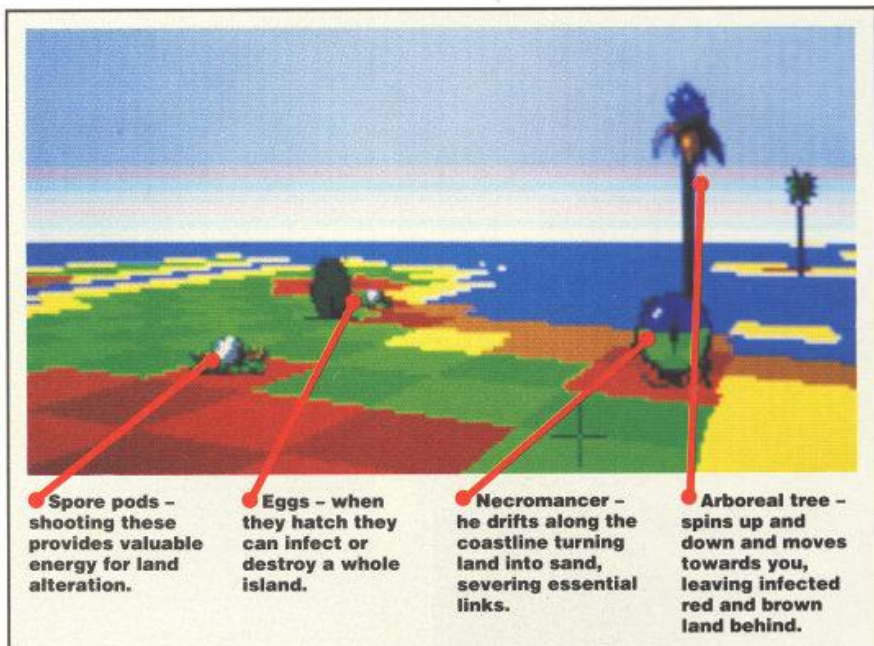 Spore pods –
shooting these
provides valuable
energy for land
alteration.
Eggs – when
they hatch they
can infect or
destroy a whole
island.
Necromancer –
he drifts along the
coastline turning
land into sand,
severing essential
links.
Arboreal tree –
spins up and
down and moves
towards you,
leaving infected
red and brown
land behind.